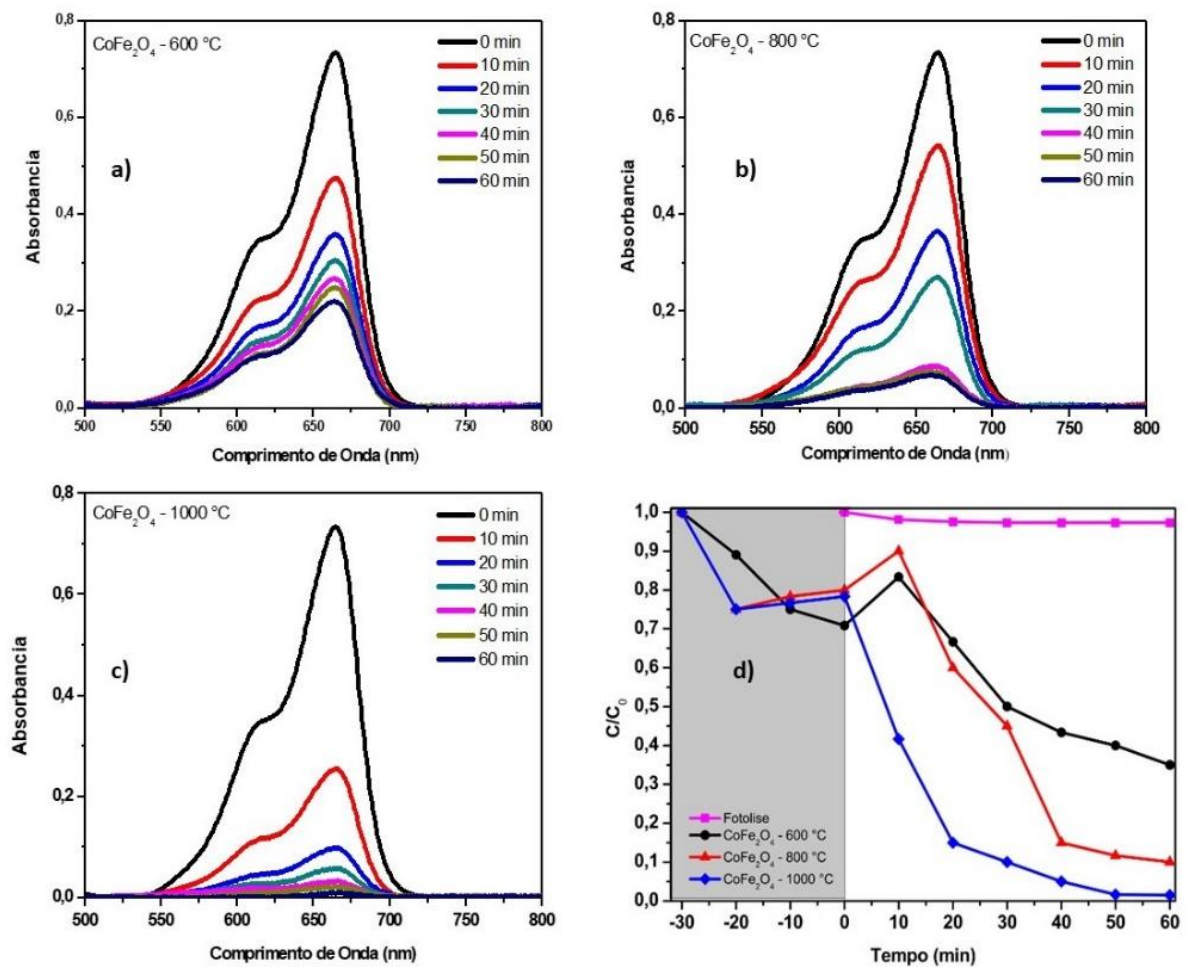 CoFe₂O₄ - 600 °C
0 min
10 min
20 min
30 min
40 min
50 min
60 min
a)
Absorbancia
0,8
0,6
0,4
0,2
0,0
500 550 600 650 700 750 800
Comprimento de Onda (nm)
CoFe₂O₄ - 800 °C
0 min
10 min
20 min
30 min
40 min
50 min
60 min
b)
Absorbancia
0,8
0,6
0,4
0,2
0,0
500 550 600 650 700 750 800
Comprimento de Onda (nm)
CoFe₂O₄ - 1000 °C
0 min
10 min
20 min
30 min
40 min
50 min
60 min
c)
Absorbancia
0,8
0,6
0,4
0,2
0,0
500 550 600 650 700 750 800
Comprimento de Onda (nm)
d)
C/C₀
1,0
0,9
0,8
0,7
0,6
0,5
0,4
0,3
0,2
0,1
0,0
Fotolise
CoFe₂O₄ - 600 °C
CoFe₂O₄ - 800 °C
CoFe₂O₄ - 1000 °C
-30 -20 -10 0 10 20 30 40 50 60
Tempo (min)